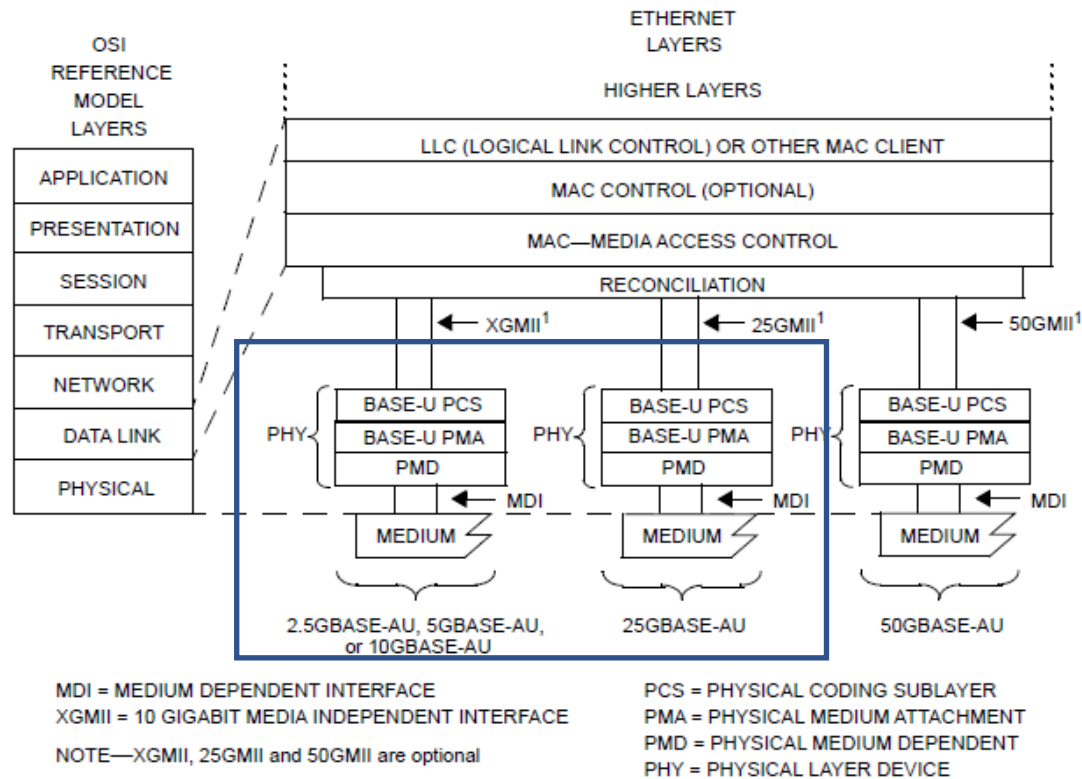 OSI
REFERENCE
MODEL
LAYERS
APPLICATION
PRESENTATION
SESSION
TRANSPORT
NETWORK
DATA LINK
PHYSICAL
ETHERNET
LAYERS
HIGHER LAYERS
LLC (LOGICAL LINK CONTROL) OR OTHER MAC CLIENT
MAC CONTROL (OPTIONAL)
MAC—MEDIA ACCESS CONTROL
RECONCILIATION
XGMII¹
25GMII¹
50GMII¹
PHY
BASE-U PCS
BASE-U PMA
PMD
MDI
MEDIUM
2.5GBASE-AU, 5GBASE-AU,
or 10GBASE-AU
PHY
BASE-U PCS
BASE-U PMA
PMD
MDI
MEDIUM
25GBASE-AU
PHY
BASE-U PCS
BASE-U PMA
PMD
MDI
MEDIUM
50GBASE-AU
MDI = MEDIUM DEPENDENT INTERFACE
XGMII = 10 GIGABIT MEDIA INDEPENDENT INTERFACE
NOTE—XGMII, 25GMII and 50GMII are optional
PCS = PHYSICAL CODING SUBLAYER
PMA = PHYSICAL MEDIUM ATTACHMENT
PMD = PHYSICAL MEDIUM DEPENDENT
PHY = PHYSICAL LAYER DEVICE